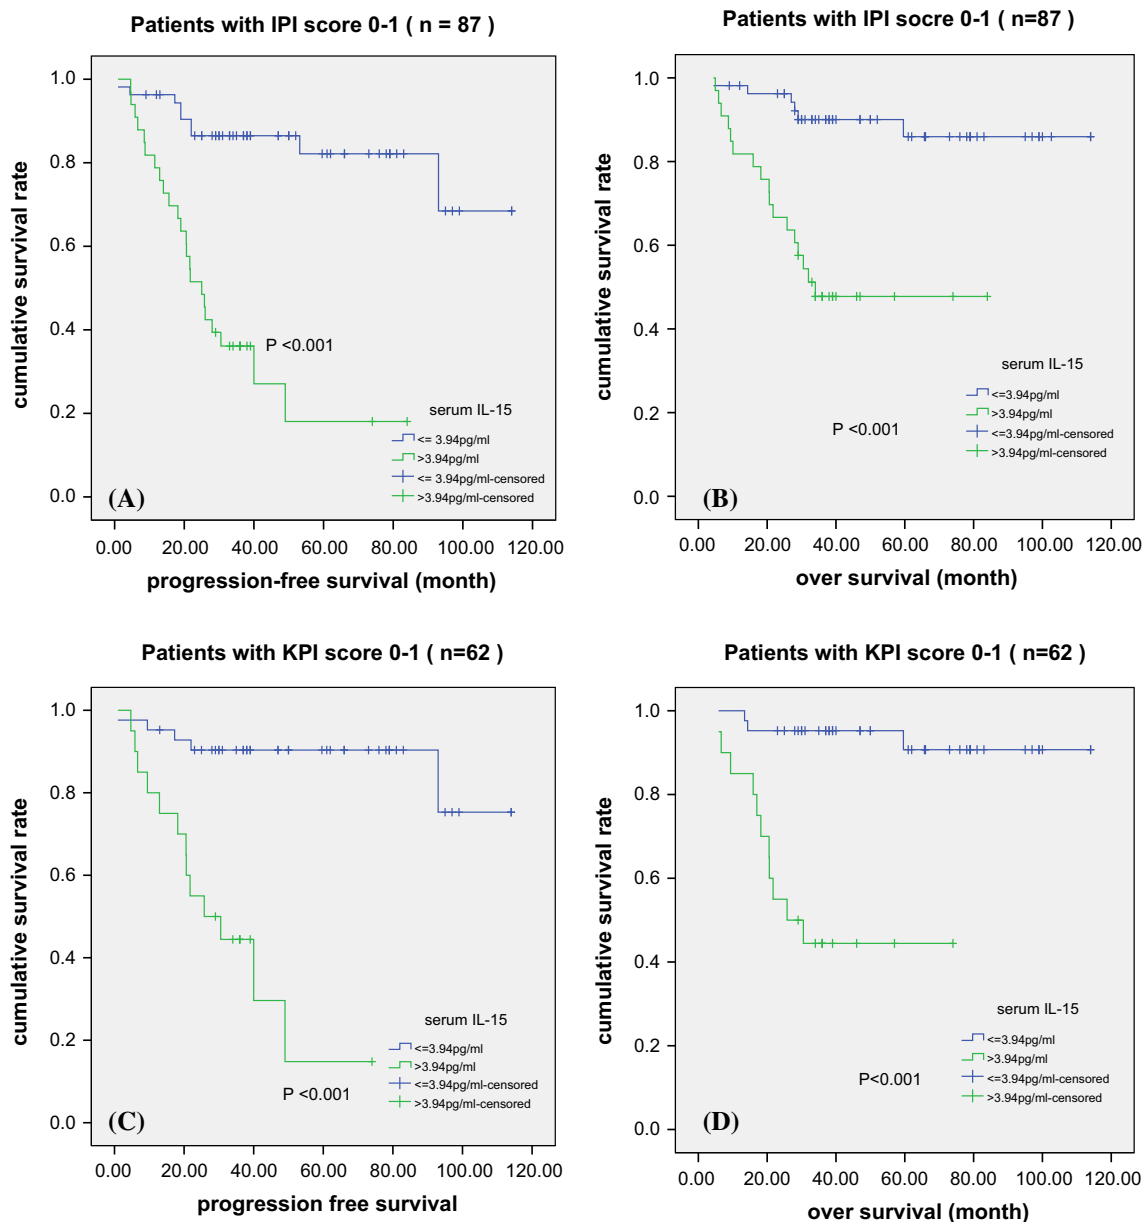 Patients with IPI score 0-1 ( n = 87 )
cumulative survival rate
1.0
0.8
0.6
0.4
0.2
0.0
P <0.001
serum IL-15
<= 3.94pg/ml
>3.94pg/ml
<= 3.94pg/ml-censored
>3.94pg/ml-censored
(A)
0.00 20.00 40.00 60.00 80.00 100.00 120.00
progression-free survival (month)
Patients with IPI socre 0-1 ( n=87 )
cumulative survival rate
1.0
0.8
0.6
0.4
0.2
0.0
serum IL-15
<=3.94pg/ml
>3.94pg/ml
<=3.94pg/ml-censored
>3.94pg/ml-censored
P <0.001
(B)
0.00 20.00 40.00 60.00 80.00 100.00 120.00
over survival (month)
Patients with KPI score 0-1 ( n=62 )
cumulative survival rate
1.0
0.8
0.6
0.4
0.2
0.0
serum IL-15
<=3.94pg/ml
>3.94pg/ml
<=3.94pg/ml-censored
>3.94pg/ml-censored
P <0.001
(C)
0.00 20.00 40.00 60.00 80.00 100.00 120.00
progression free survival
Patients with KPI score 0-1 ( n=62 )
cumulative survival rate
1.0
0.8
0.6
0.4
0.2
0.0
serum IL-15
<=3.94pg/ml
>3.94pg/ml
<=3.94pg/ml-censored
>3.94pg/ml-censored
P<0.001
(D)
0.00 20.00 40.00 60.00 80.00 100.00 120.00
over survival (month)